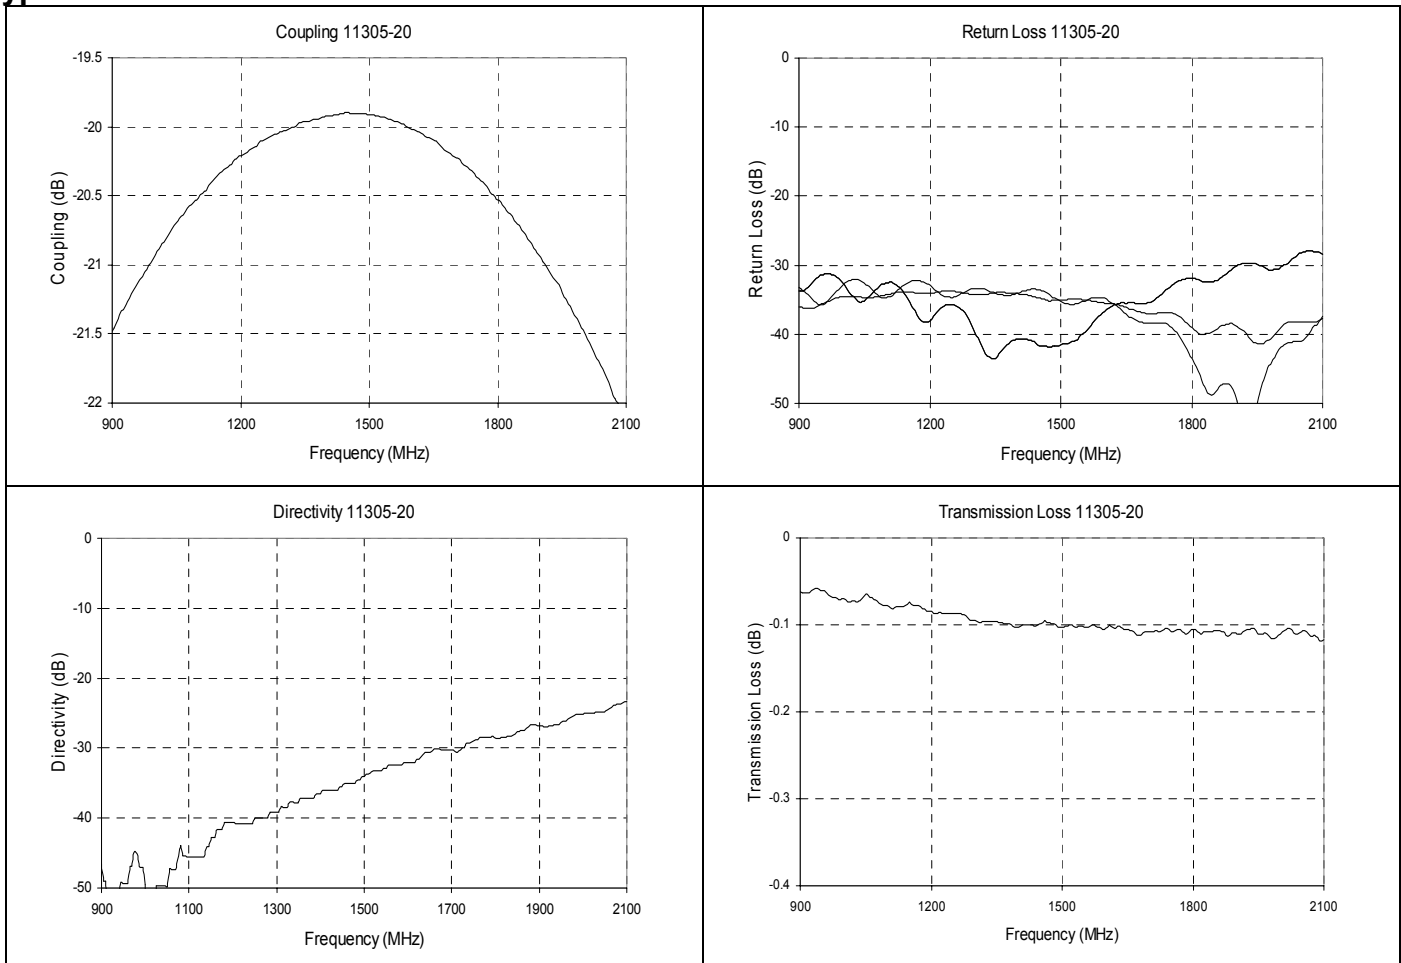 Coupling 11305-20
-19.5
-20
-20.5
-21
-21.5
-22
Coupling (dB)
900 1200 1500 1800 2100
Frequency (MHz)
Return Loss 11305-20
0
-10
-20
-30
-40
-50
Return Loss (dB)
900 1200 1500 1800 2100
Frequency (MHz)
Directivity 11305-20
0
-10
-20
-30
-40
-50
Directivity (dB)
900 1100 1300 1500 1700 1900 2100
Frequency (MHz)
Transmission Loss 11305-20
0
-0.1
-0.2
-0.3
-0.4
Transmission Loss (dB)
900 1200 1500 1800 2100
Frequency (MHz)